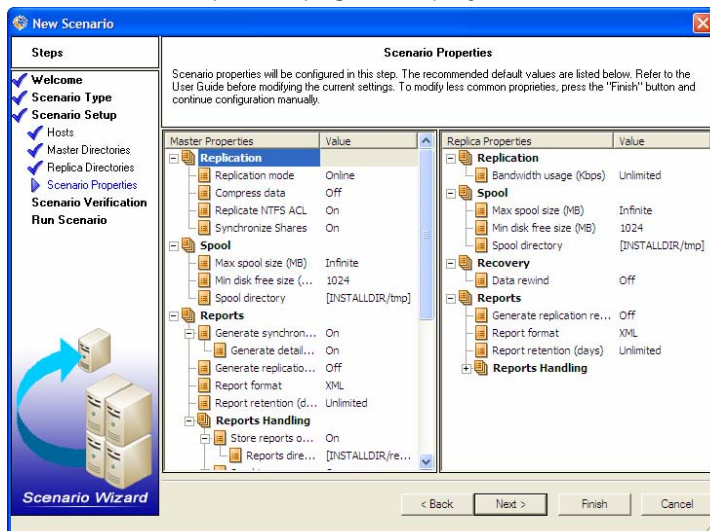 New Scenario
Steps
Welcome
Scenario Type
Scenario Setup
Hosts
Master Directories
Replica Directories
Scenario Properties
Scenario Verification
Run Scenario
Scenario Wizard
Scenario Properties
Scenario properties will be configured in this step. The recommended default values are listed below. Refer to the
User Guide before modifying the current settings. To modify less common proprieties, press the "Finish" button and
continue configuration manually.
Master Properties Value
Replication
Replication mode Online
Compress data Off
Replicate NTFS ACL On
Synchronize Shares On
Spool
Max spool size (MB) Infinite
Min disk free size (... 1024
Spool directory [INSTALLDIR/tmp]
Reports
Generate synchron... On
Generate detail... On
Generate replicatio... Off
Report format XML
Report retention (d... Unlimited
Reports Handling
Store reports o... On
Reports dire... [INSTALLDIR/re...
Replica Properties Value
Replication
Bandwidth usage (Kbps) Unlimited
Spool
Max spool size (MB) Infinite
Min disk free size (MB) 1024
Spool directory [INSTALLDIR/tmp]
Recovery
Data rewind Off
Reports
Generate replication re... Off
Report format XML
Report retention (days) Unlimited
Reports Handling
< Back Next > Finish Cancel